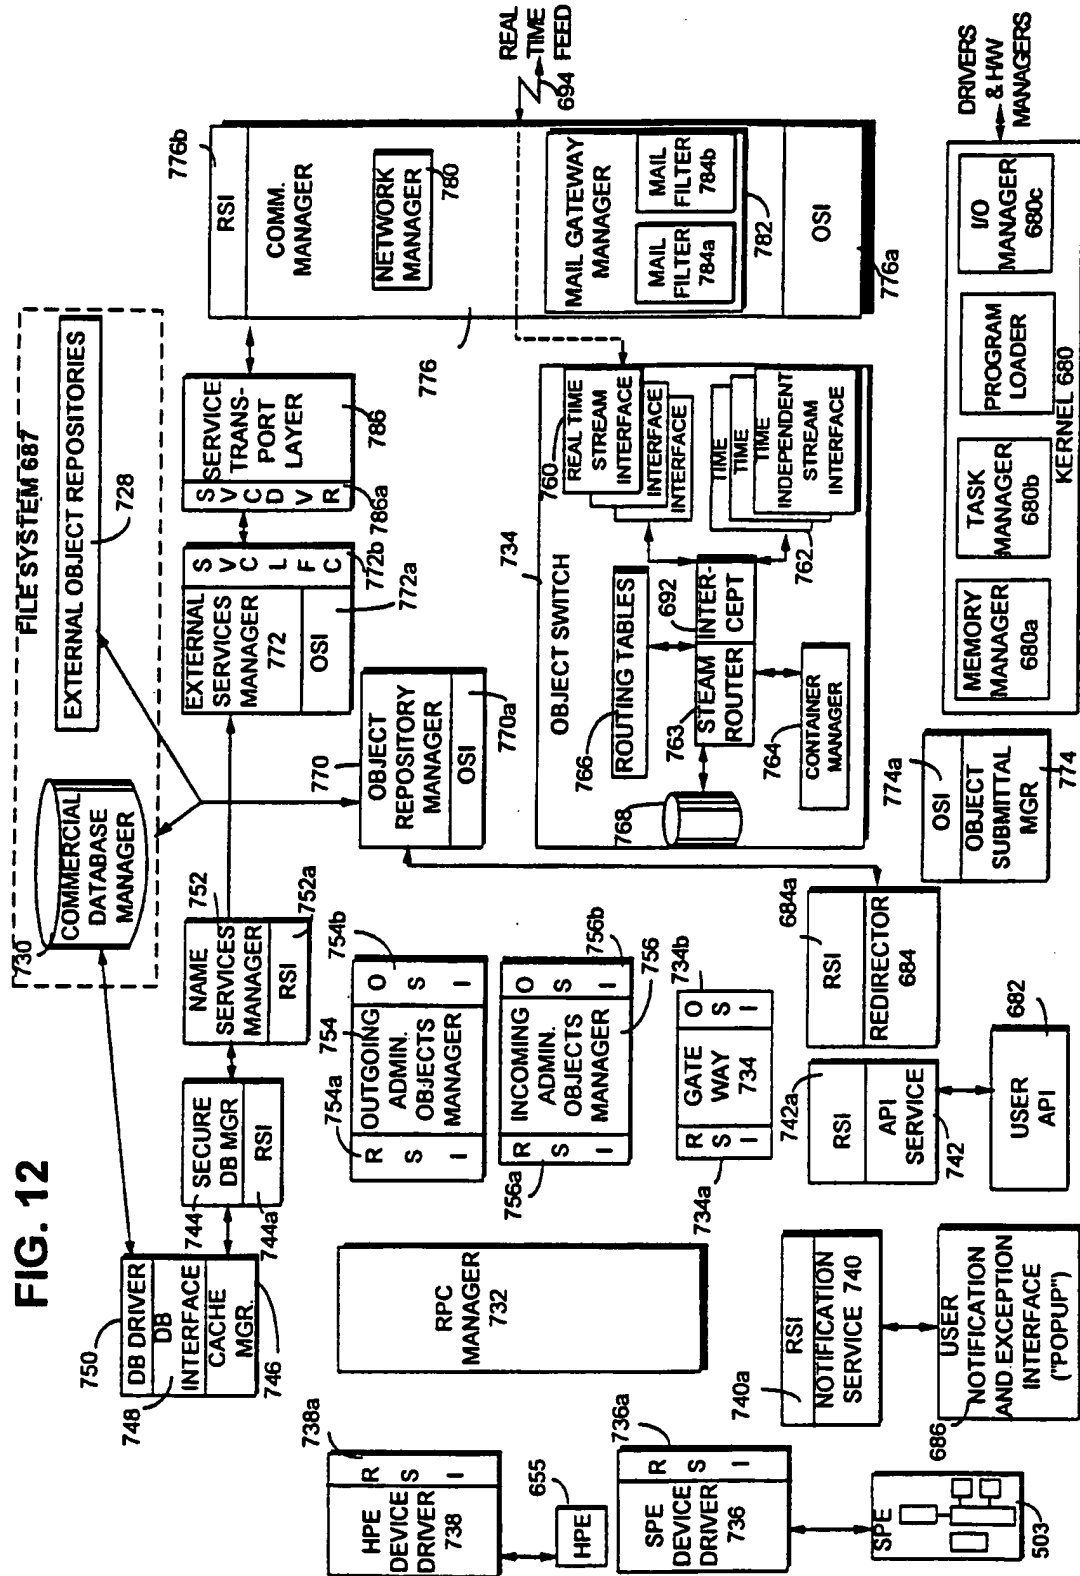 FIG. 12
FILE SYSTEM 687
730
COMMERCIAL
DATABASE
MANAGER
EXTERNAL OBJECT REPOSITORIES
728
750
DB DRIVER
DB
INTERFACE
CACHE
MGR.
748
746
744
SECURE
DB MGR
RSI
744a
NAME
SERVICES
MANAGER
752
RSI
752a
EXTERNAL
SERVICES
MANAGER
772
OSI
772a
S
V
C
L
F
C
772b
S
V
C
D
V
R
786a
SERVICE
TRANS-
PORT
LAYER
786
RSI
776b
COMM.
MANAGER
NETWORK
MANAGER
780
776
MAIL GATEWAY
MANAGER
MAIL
FILTER
784a
MAIL
FILTER
784b
782
OSI
776a
REAL
TIME
FEED
694
738a
HPE
DEVICE
DRIVER
738
R
S
I
655
HPE
736a
SPE
DEVICE
DRIVER
736
R
S
I
SPE
503
RPC
MANAGER
732
754a
754
754b
R
S
I
OUTGOING
ADMIN.
OBJECTS
MANAGER
O
S
I
756a
R
S
I
INCOMING
ADMIN.
OBJECTS
MANAGER
O
S
I
756b
756
734a
R
S
I
GATE
WAY
734
O
S
I
734b
770
OBJECT
REPOSITORY
MANAGER
OSI
770a
734
OBJECT SWITCH
760
REAL TIME
STREAM
INTERFACE
INTERFACE
INTERFACE
TIME
TIME
TIME
INDEPENDENT
STREAM
INTERFACE
762
766
ROUTING TABLES
692
763
STEAM
ROUTER
INTER-
CEPT
764
CONTAINER
MANAGER
768
740a
RSI
NOTIFICATION
SERVICE 740
686
USER
NOTIFICATION
AND EXCEPTION
INTERFACE
("POPUP")
742a
RSI
API
SERVICE
742
USER
API
682
684a
RSI
REDIRECTOR
684
774a
OSI
OBJECT
SUBMITTAL
MGR
774
MEMORY
MANAGER
680a
TASK
MANAGER
680b
PROGRAM
LOADER
I/O
MANAGER
680c
KERNEL 680
DRIVERS
& H/W
MANAGERS